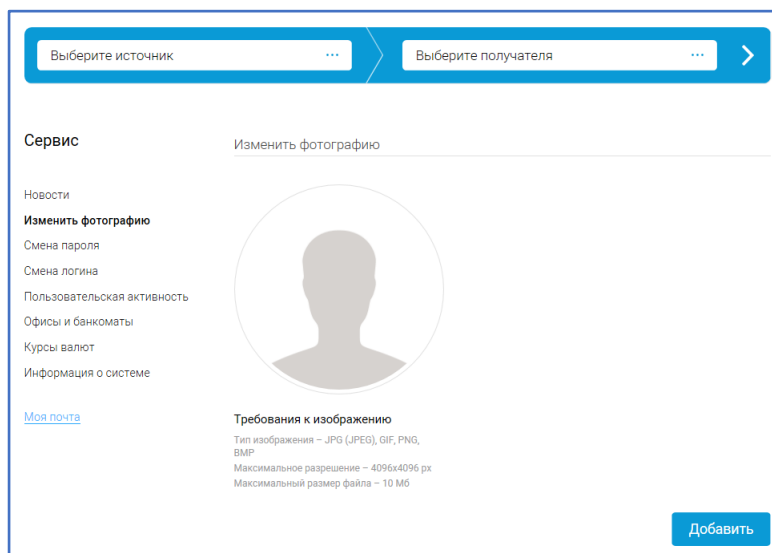 Выберите источник ...
Выберите получателя ...
Сервис
Изменить фотографию
Новости
Изменить фотографию
Смена пароля
Смена логина
Пользовательская активность
Офисы и банкоматы
Курсы валют
Информация о системе
Моя почта
Требования к изображению
Тип изображения – JPG (JPEG), GIF, PNG,
BMP
Максимальное разрешение – 4096x4096 px
Максимальный размер файла – 10 Мб
Добавить